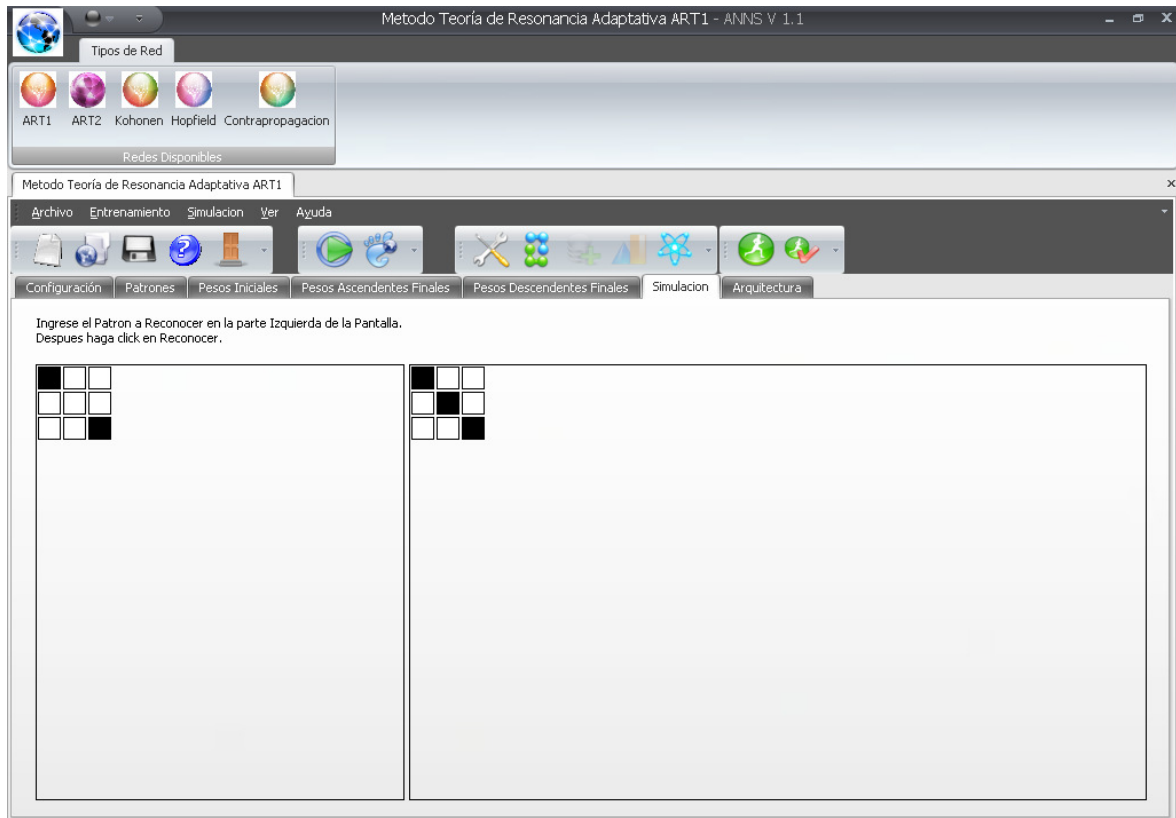 Metodo Teoría de Resonancia Adaptativa ART1 - ANNS V 1.1
Tipos de Red
ART1 ART2 Kohonen Hopfield Contrapropagacion
Redes Disponibles
Metodo Teoría de Resonancia Adaptativa ART1
Archivo Entrenamiento Simulacion Ver Ayuda
Configuración Patrones Pesos Iniciales Pesos Ascendentes Finales Pesos Descendentes Finales Simulacion Arquitectura
Ingrese el Patron a Reconocer en la parte Izquierda de la Pantalla.
Despues haga click en Reconocer.